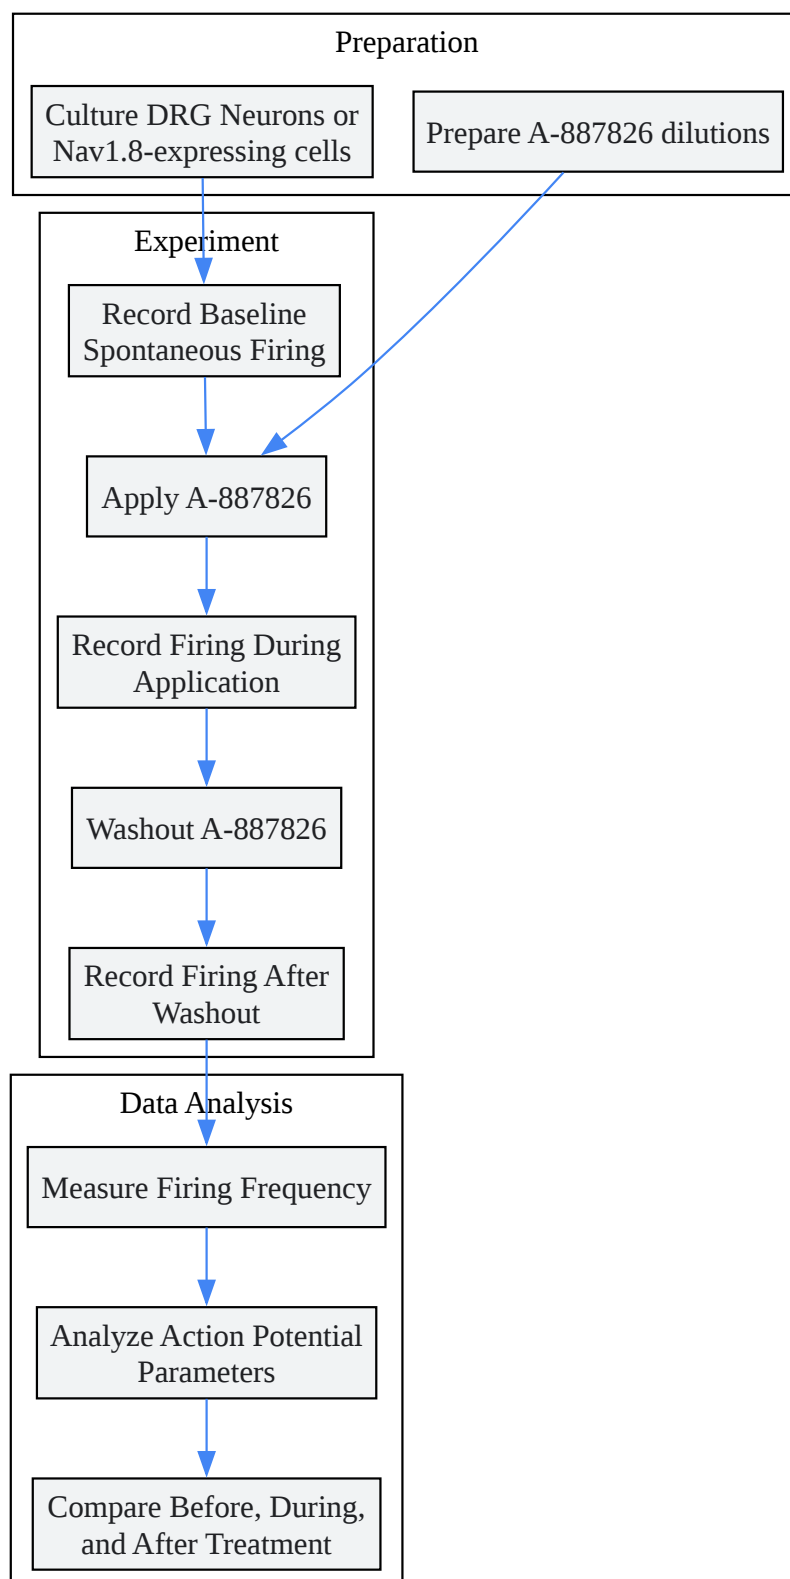 Preparation
Culture DRG Neurons or
Nav1.8-expressing cells
Prepare A-887826 dilutions
Experiment
Record Baseline
Spontaneous Firing
Apply A-887826
Record Firing During
Application
Washout A-887826
Record Firing After
Washout
Data Analysis
Measure Firing Frequency
Analyze Action Potential
Parameters
Compare Before, During,
and After Treatment